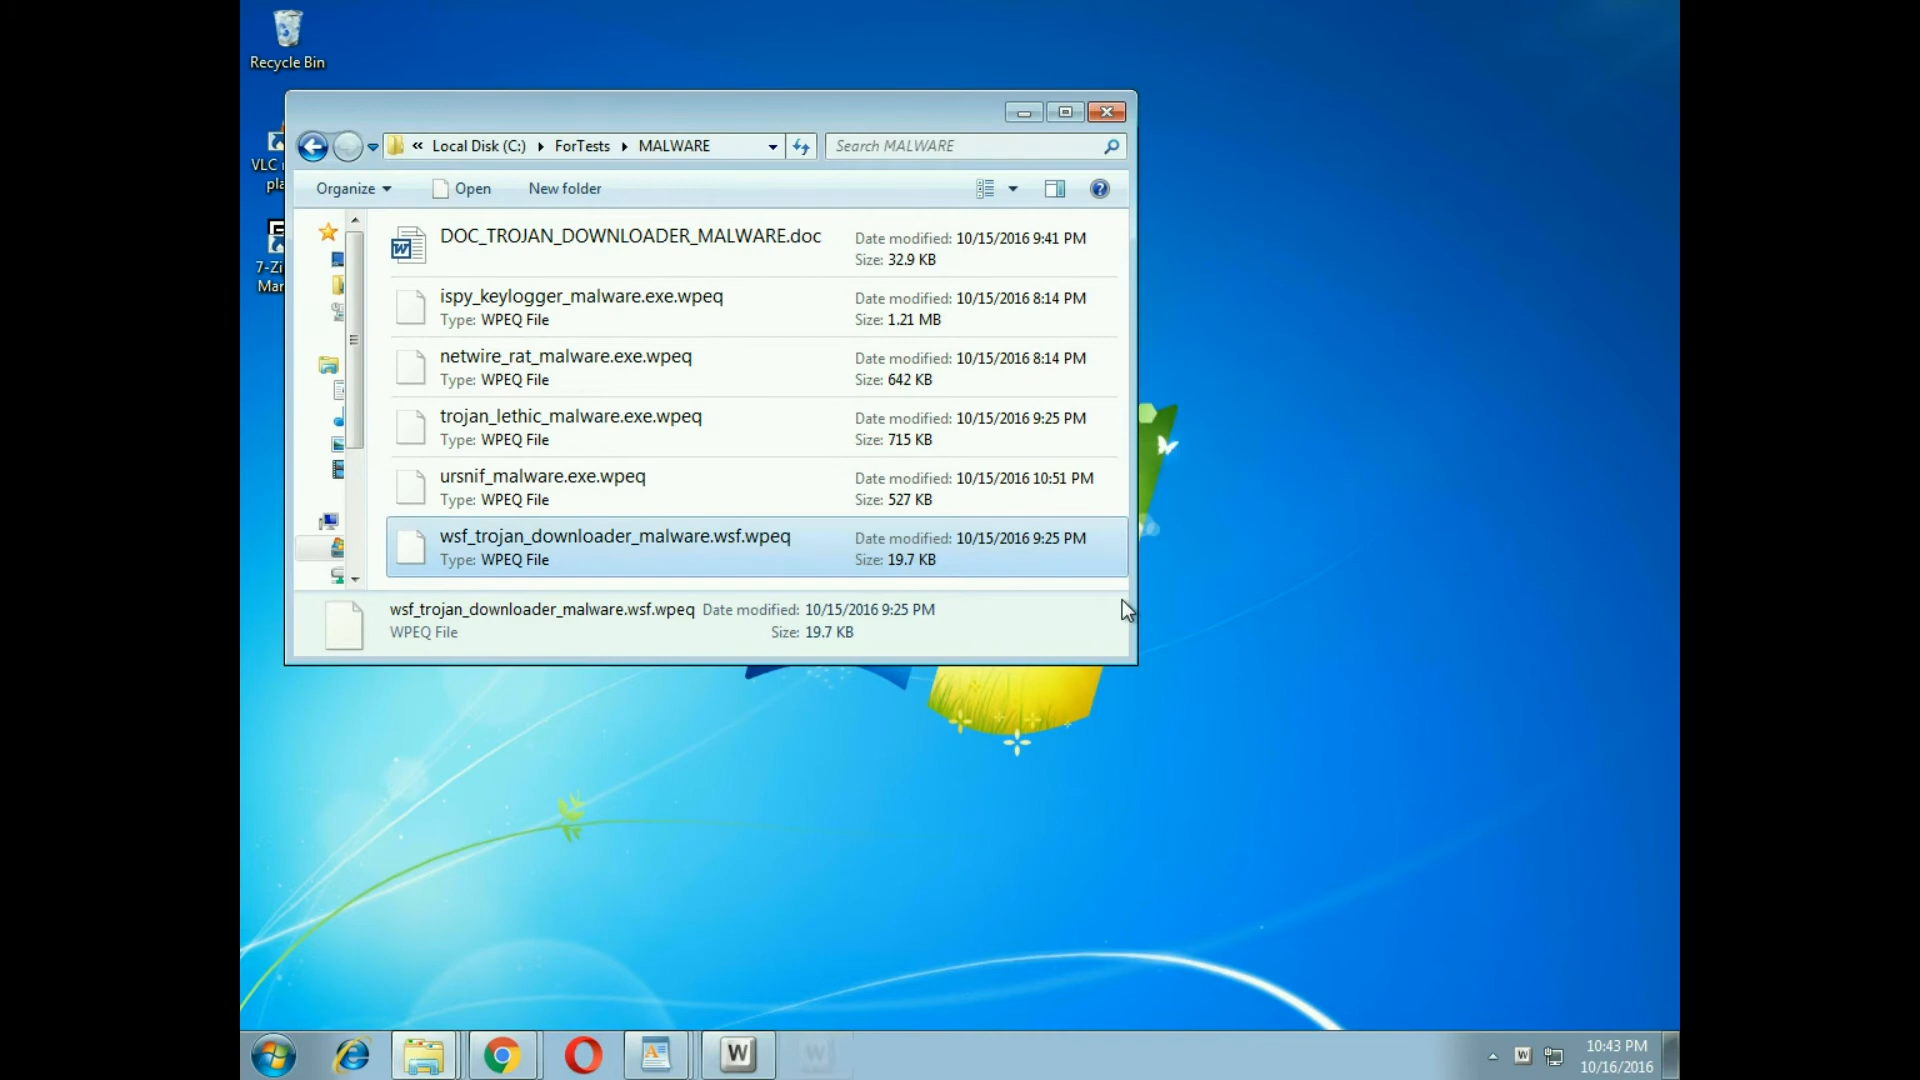 Recycle Bin
VLC
pla
7-Zi
Mar
« Local Disk (C:) ForTests MALWARE
Search MALWARE
Organize Open New folder
DOC_TROJAN_DOWNLOADER_MALWARE.doc Date modified: 10/15/2016 9:41 PM
Size: 32.9 KB
ispy_keylogger_malware.exe.wpeq Date modified: 10/15/2016 8:14 PM
Type: WPEQ File Size: 1.21 MB
netwire_rat_malware.exe.wpeq Date modified: 10/15/2016 8:14 PM
Type: WPEQ File Size: 642 KB
trojan_lethic_malware.exe.wpeq Date modified: 10/15/2016 9:25 PM
Type: WPEQ File Size: 715 KB
ursnif_malware.exe.wpeq Date modified: 10/15/2016 10:51 PM
Type: WPEQ File Size: 527 KB
wsf_trojan_downloader_malware.wsf.wpeq Date modified: 10/15/2016 9:25 PM
Type: WPEQ File Size: 19.7 KB
wsf_trojan_downloader_malware.wsf.wpeq Date modified: 10/15/2016 9:25 PM
WPEQ File Size: 19.7 KB
W W
10:43 PM
10/16/2016